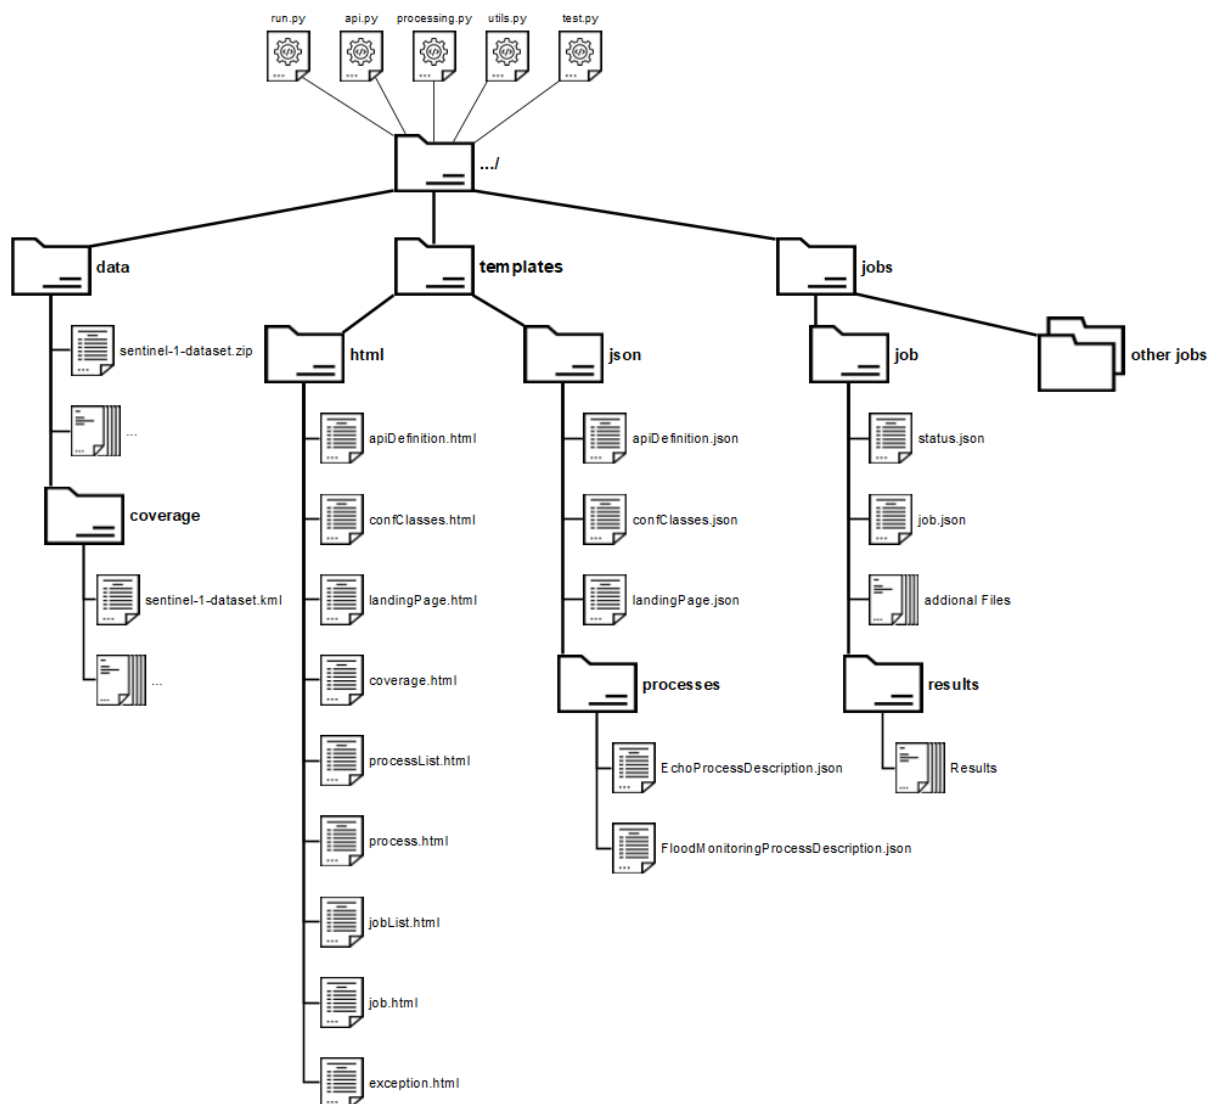 run.py
api.py
processing.py
utils.py
test.py
.../
data
templates
jobs
sentinel-1-dataset.zip
...
coverage
sentinel-1-dataset.kml
...
html
apiDefinition.html
confClasses.html
landingPage.html
coverage.html
processList.html
process.html
jobList.html
job.html
exception.html
json
apiDefinition.json
confClasses.json
landingPage.json
processes
EchoProcessDescription.json
FloodMonitoringProcessDescription.json
job
other jobs
status.json
job.json
addional Files
results
Results